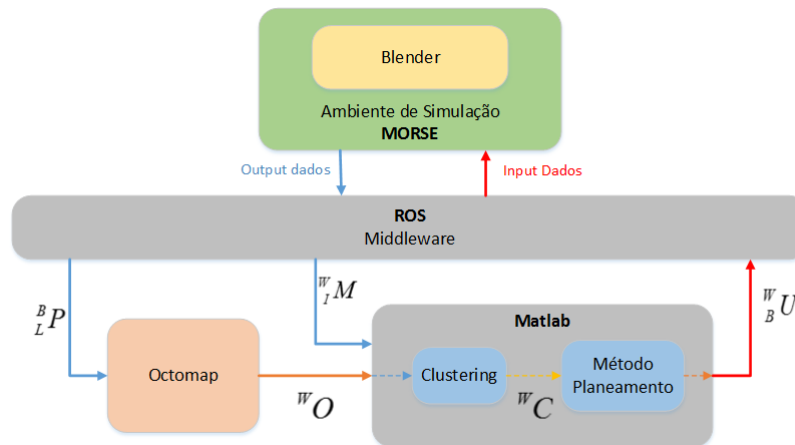 Blender
Ambiente de Simulação
MORSE
Output dados
Input Dados
ROS
Middleware
B L P
W I M
W B U
Matlab
Octomap
Clustering
Método
Planeamento
W O
W C